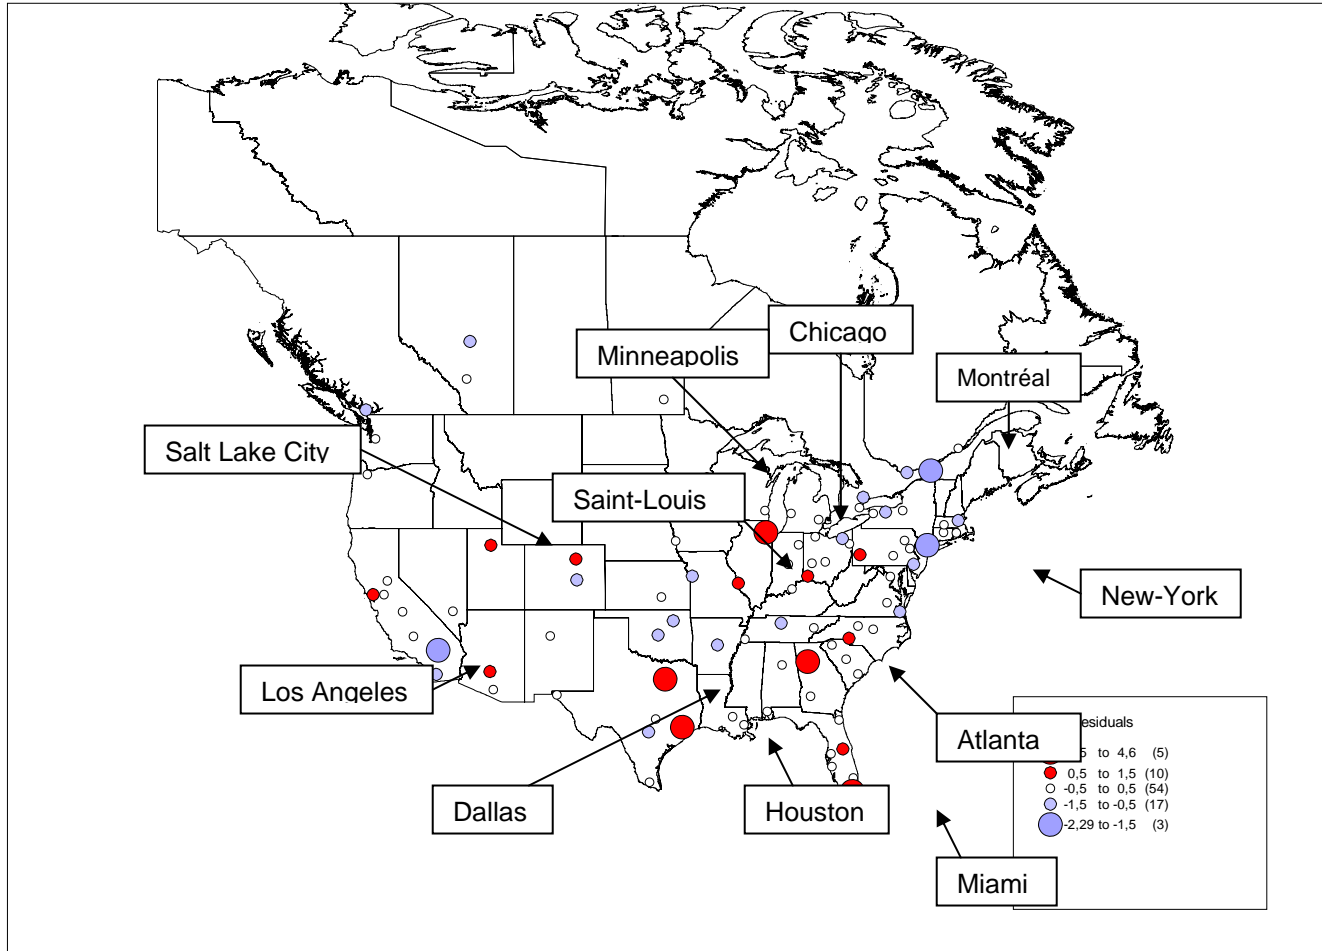 Chicago
Minneapolis
Montréal
Salt Lake City
Saint-Louis
New-York
Los Angeles
Atlanta
esiduals
5 to 4,6 (5)
0,5 to 1,5 (10)
-0,5 to 0,5 (54)
-1,5 to -0,5 (17)
-2,29 to -1,5 (3)
Dallas
Houston
Miami